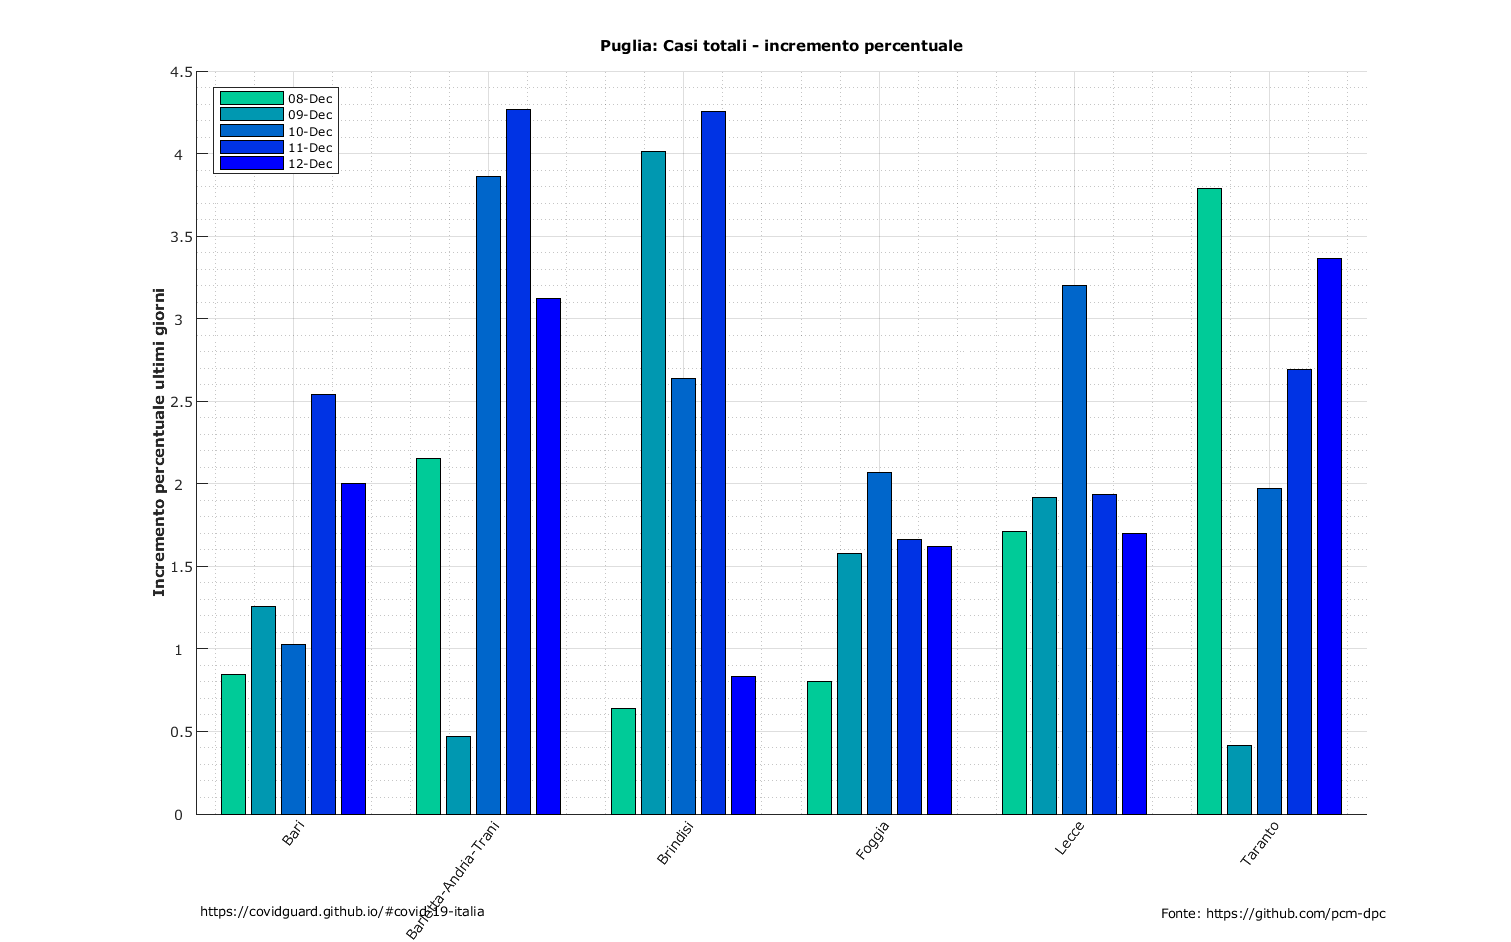 Puglia: Casi totali - incremento percentuale
Incremento percentuale ultimi giorni
4.5
4
3.5
3
2.5
2
1.5
1
0.5
0
08-Dec
09-Dec
10-Dec
11-Dec
12-Dec
Bari
Barletta-Andria-Trani
Brindisi
Foggia
Lecce
Taranto
https://covidguard.github.io/#covid-19-italia
Fonte: https://github.com/pcm-dpc